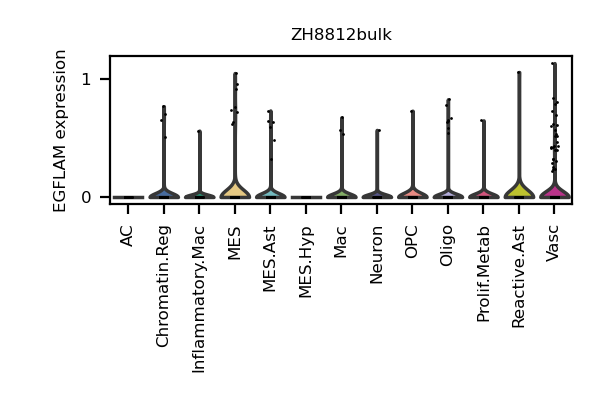 ZH8812bulk
EGFLAM expression
1
0
AC
Chromatin.Reg
Inflammatory.Mac
MES
MES.Ast
MES.Hyp
Mac
Neuron
OPC
Oligo
Prolif.Metab
Reactive.Ast
Vasc